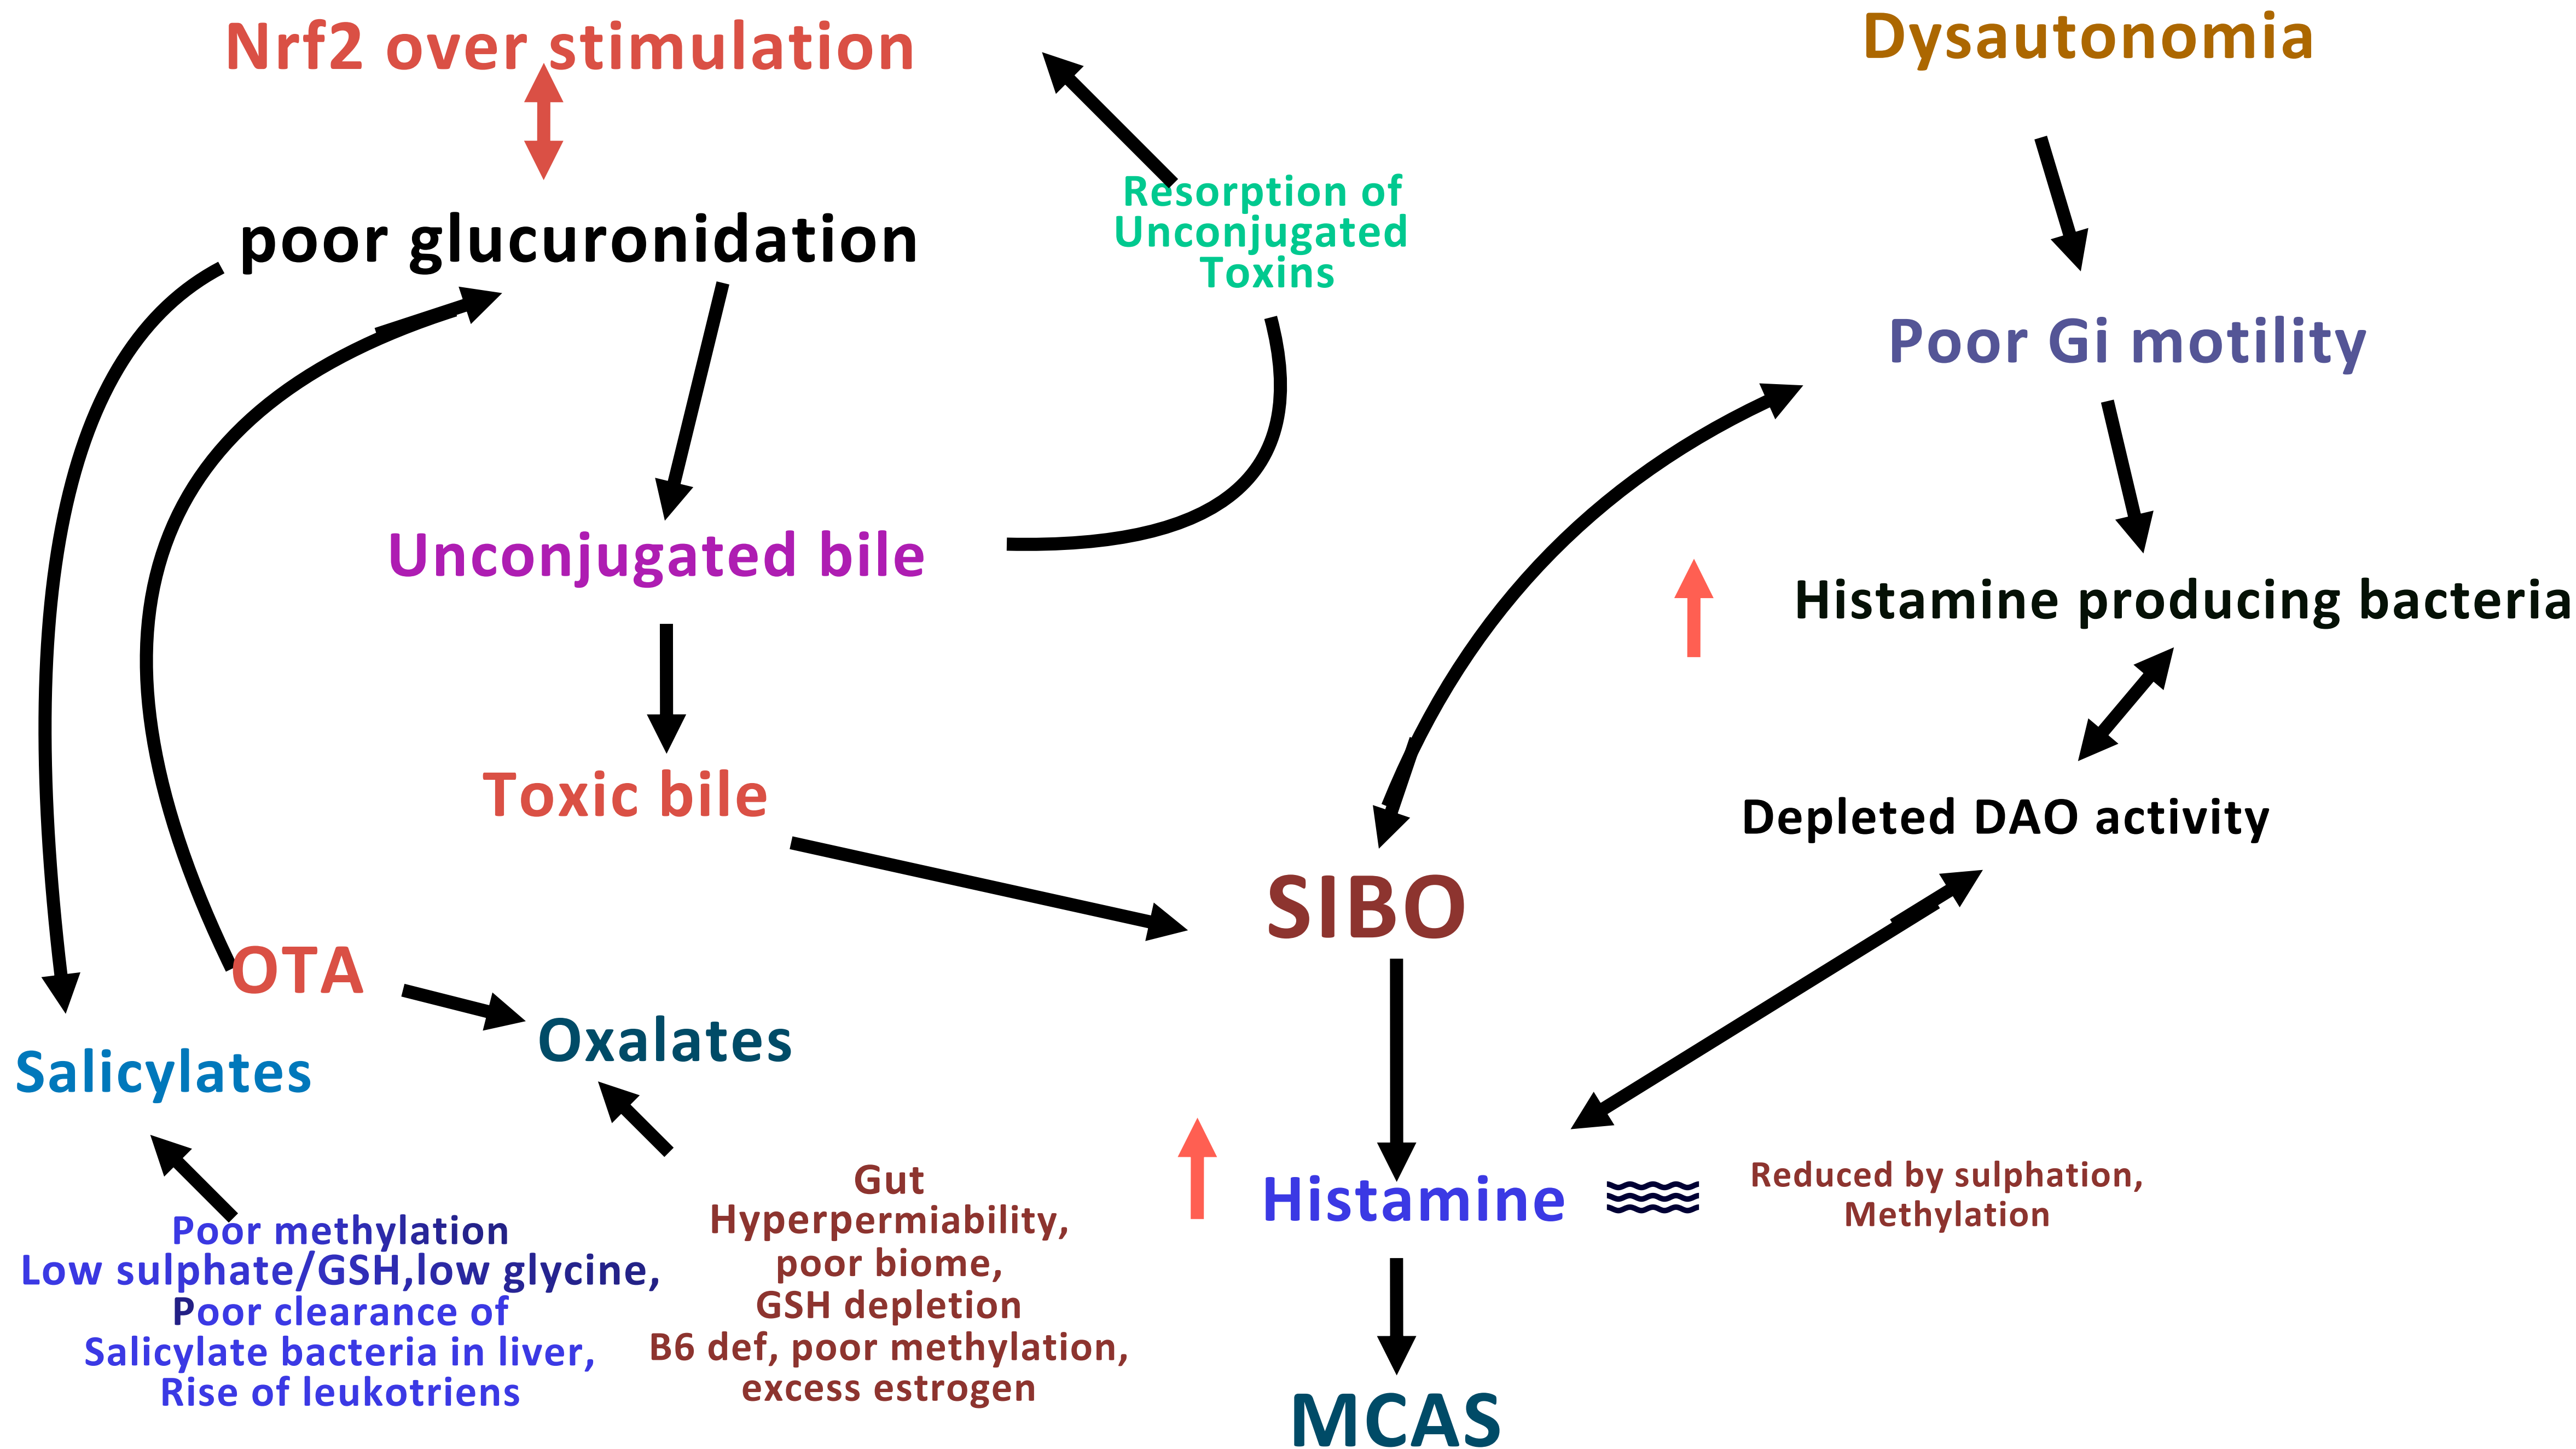 Nrf2 over stimulation
Dysautonomia
Resorption of
Unconjugated
Toxins
poor glucuronidation
Poor Gi motility
Unconjugated bile
Histamine producing bacteria
Toxic bile
Depleted DAO activity
SIBO
OTA
Oxalates
Salicylates
Histamine
Reduced by sulphation,
Methylation
Poor methylation
Low sulphate/GSH,low glycine,
Poor clearance of
Salicylate bacteria in liver,
Rise of leukotriens
Gut
Hyperpermiability,
poor biome,
GSH depletion
B6 def, poor methylation,
excess estrogen
MCAS